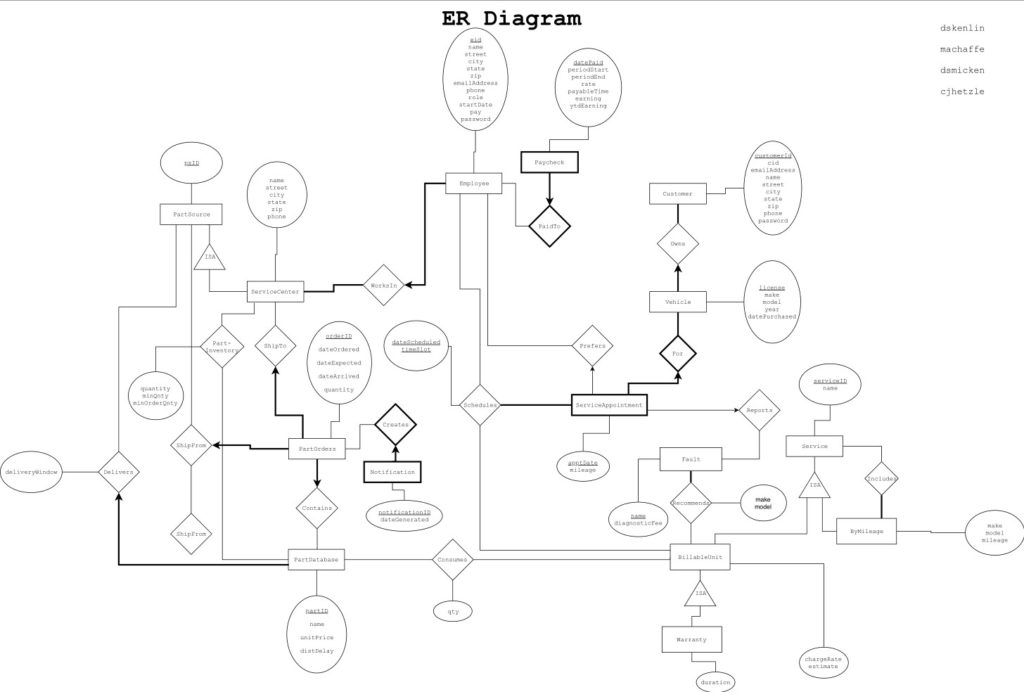 ER Diagram
dskenlin
machaffe
dsmicken
cjhetzle
eid
name
street
city
state
zip
emailAddress
phone
role
startDate
pay
password
datePaid
periodStart
periodEnd
rate
payableTime
earning
ytdEarning
Paycheck
PaidTo
Employee
customerId
cid
emailAddress
name
street
city
state
zip
phone
password
Customer
Owns
psID
PartSource
ISA
name
street
city
state
zip
phone
ServiceCenter
WorksIn
Vehicle
license
make
model
year
datePurchased
Part-
Inventory
ShipTo
orderID
dateOrdered
dateExpected
dateArrived
quantity
dateScheduled
timeSlot
Prefers
For
quantity
minQnty
minOrderQnty
Schedules
ServiceAppointment
Reports
serviceID
name
Creates
ShipFrom
PartOrders
apptDate
mileage
Service
Fault
deliveryWindow
Delivers
Notification
ISA
Includes
Contains
notificationID
dateGenerated
name
diagnosticFee
Recommends
make
model
ShipFrom
ByMileage
make
model
mileage
PartDatabase
Consumes
BillableUnit
ISA
partID
name
unitPrice
distDelay
qty
Warranty
chargeRate
estimate
duration